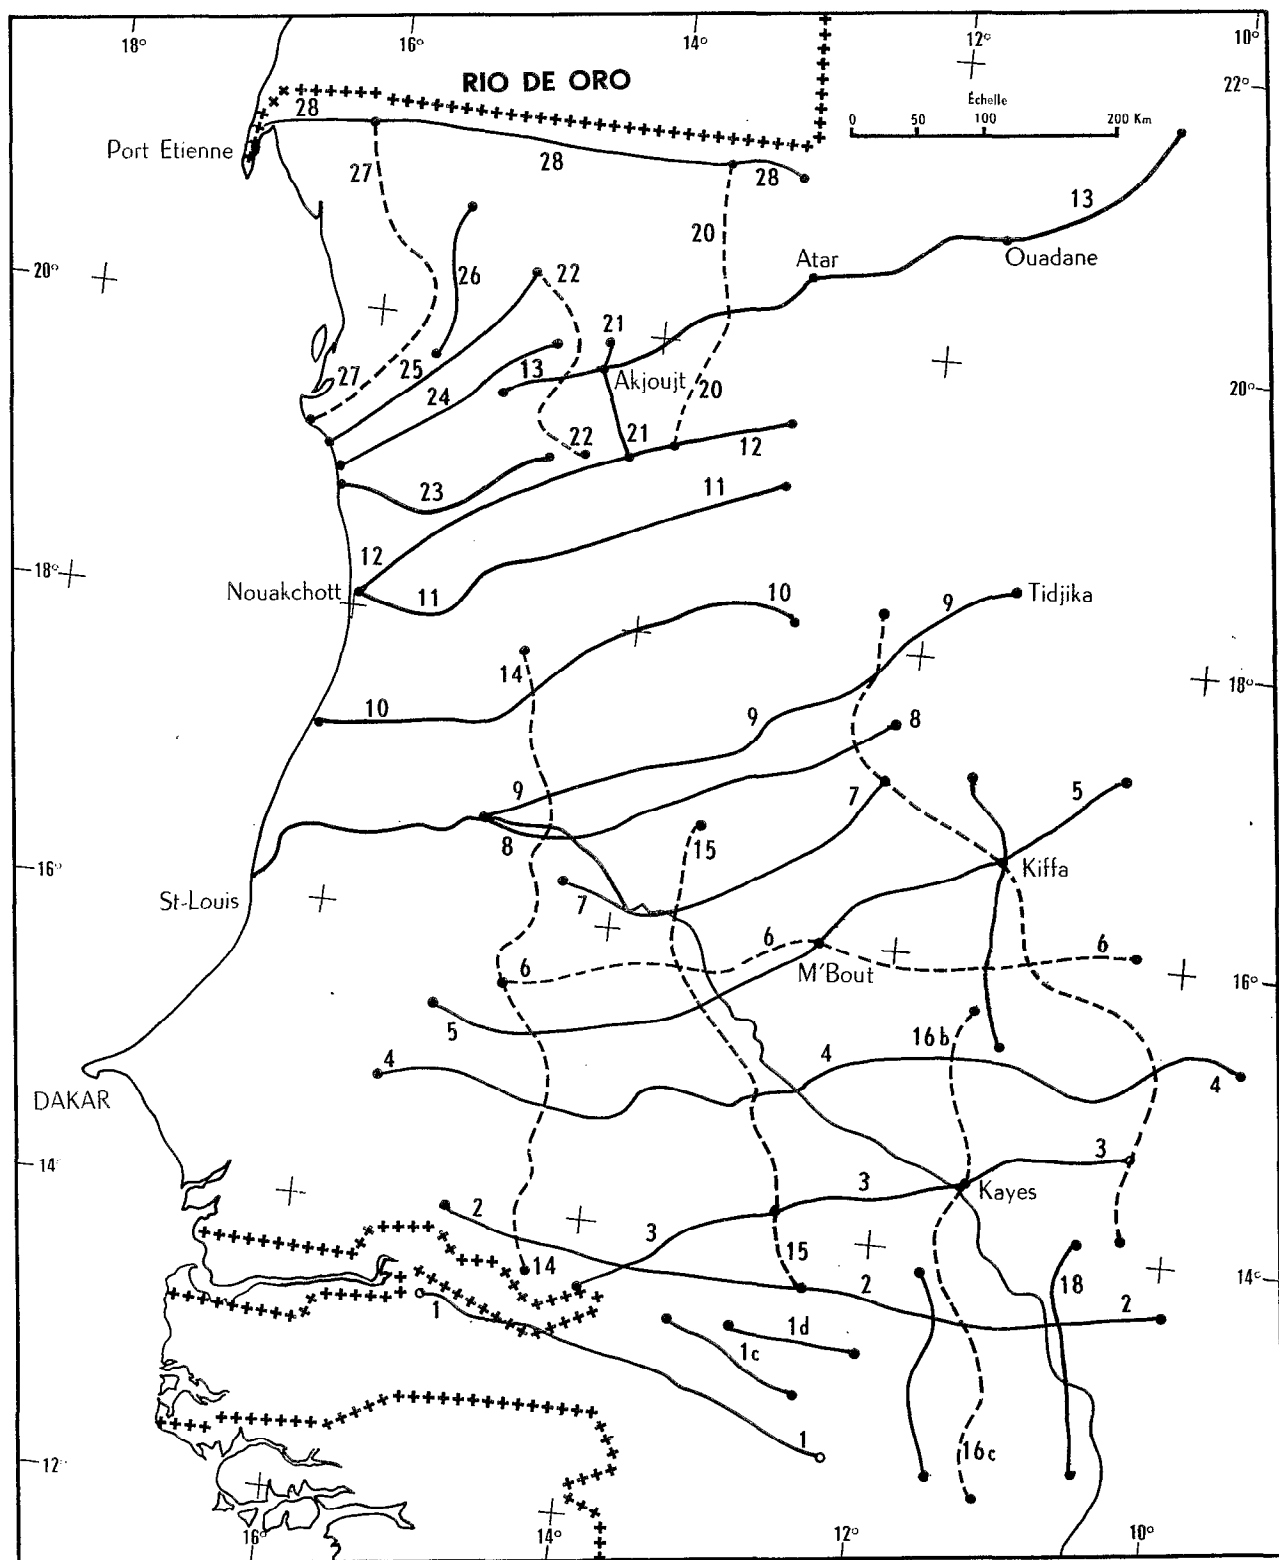 18° 16° 14° 12° 10°
RIO DE ORO
22°
Échelle
0 50 100 200 Km
28
Port Etienne
27 28 28
13
20
Atar
Ouadane
20°
26 22
21
25 13
27 24
Akjoujt
20
20°
22 21 12
23 11
12
18°
Nouakchott
11
10 9 Tidjika
14
10
18°
9 8
9 7 5
8 15
16°
Kiffa
St-Louis
7
6 6
6
M'Bout
16°
5 16b
4 4
4
DAKAR
14°
3
3 Kayes
2
3
14 15 2 18
14°
2
1 1d
1c
1 16c
12°
16° 14° 12° 10°